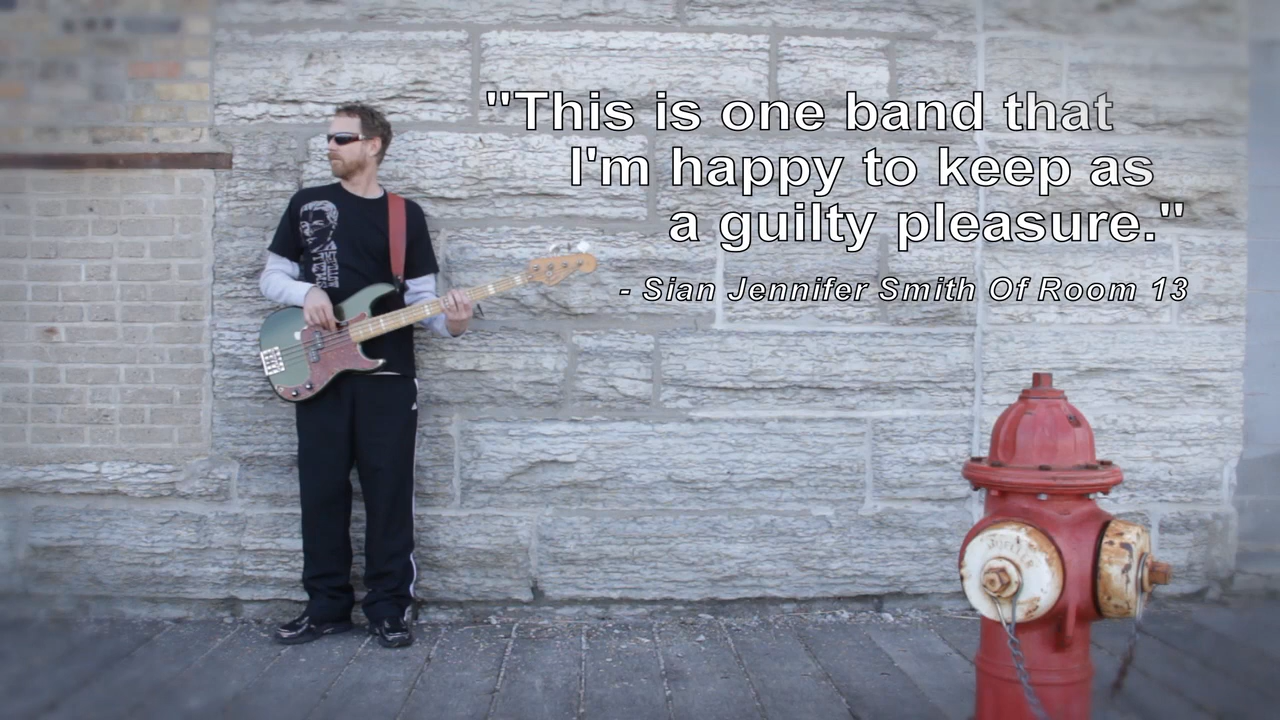 "This is one band that
I'm happy to keep as
a guilty pleasure."
- Sian Jennifer Smith Of Room 13